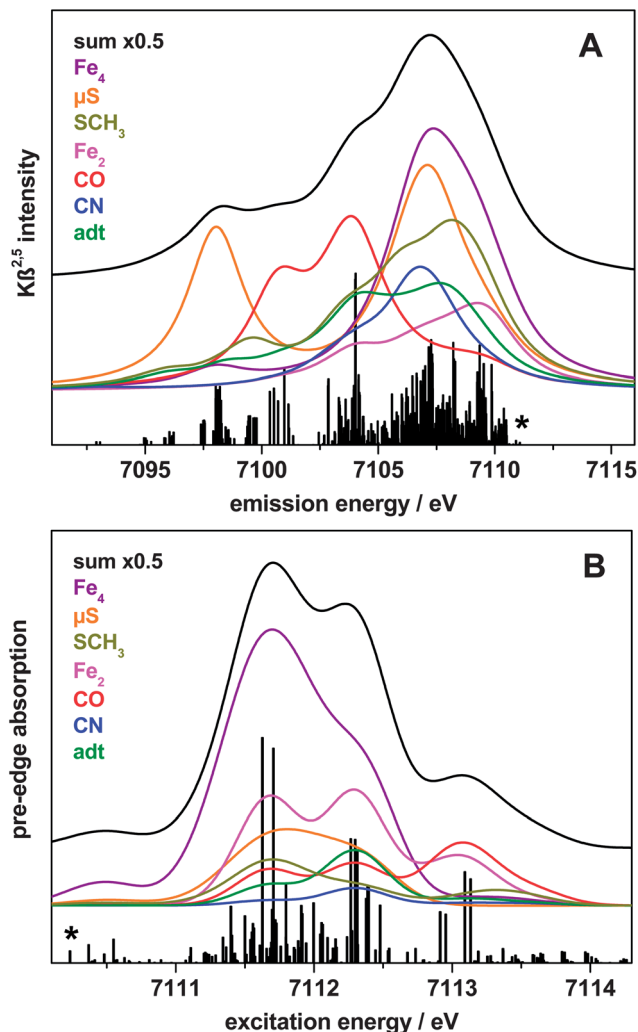 A
sum x0.5
Fe₄
µS
SCH₃
Fe₂
CO
CN
adt
Kß²,⁵ intensity
*
7095 7100 7105 7110 7115
emission energy / eV
B
sum x0.5
Fe₄
µS
SCH₃
Fe₂
CO
CN
adt
pre-edge absorption
*
7111 7112 7113 7114
excitation energy / eV